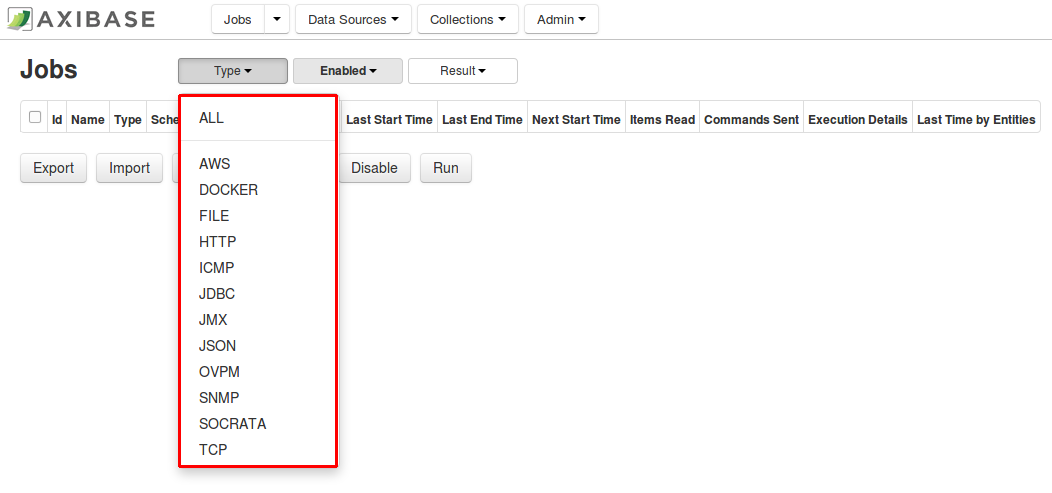 AXIBASE Jobs Data Sources Collections Admin
Jobs Type Enabled Result
Id Name Type Last Start Time Last End Time Next Start Time Items Read Commands Sent Execution Details Last Time by Entities
ALL
Export Import Disable Run
AWS
DOCKER
FILE
HTTP
ICMP
JDBC
JMX
JSON
OVPM
SNMP
SOCRATA
TCP